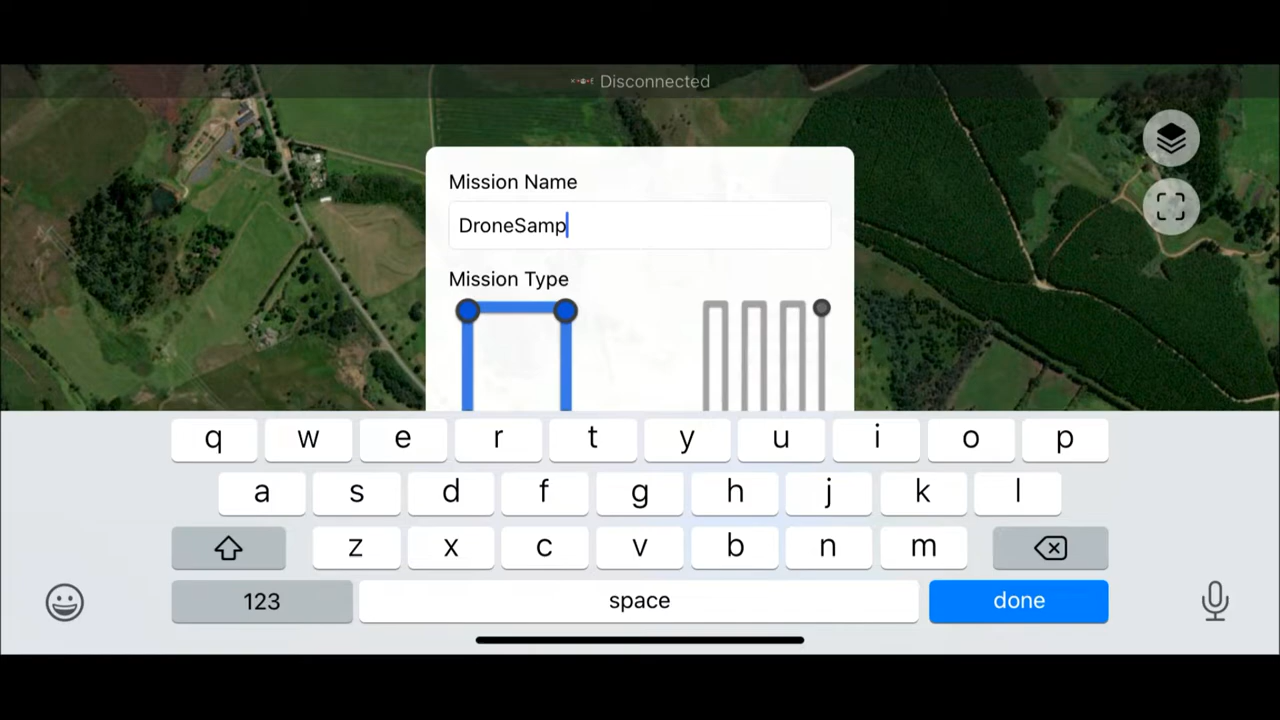 Disconnected
Mission Name
DroneSamp
Mission Type
q w e r t y u i o p
a s d f g h j k l
z x c v b n m
123 space done